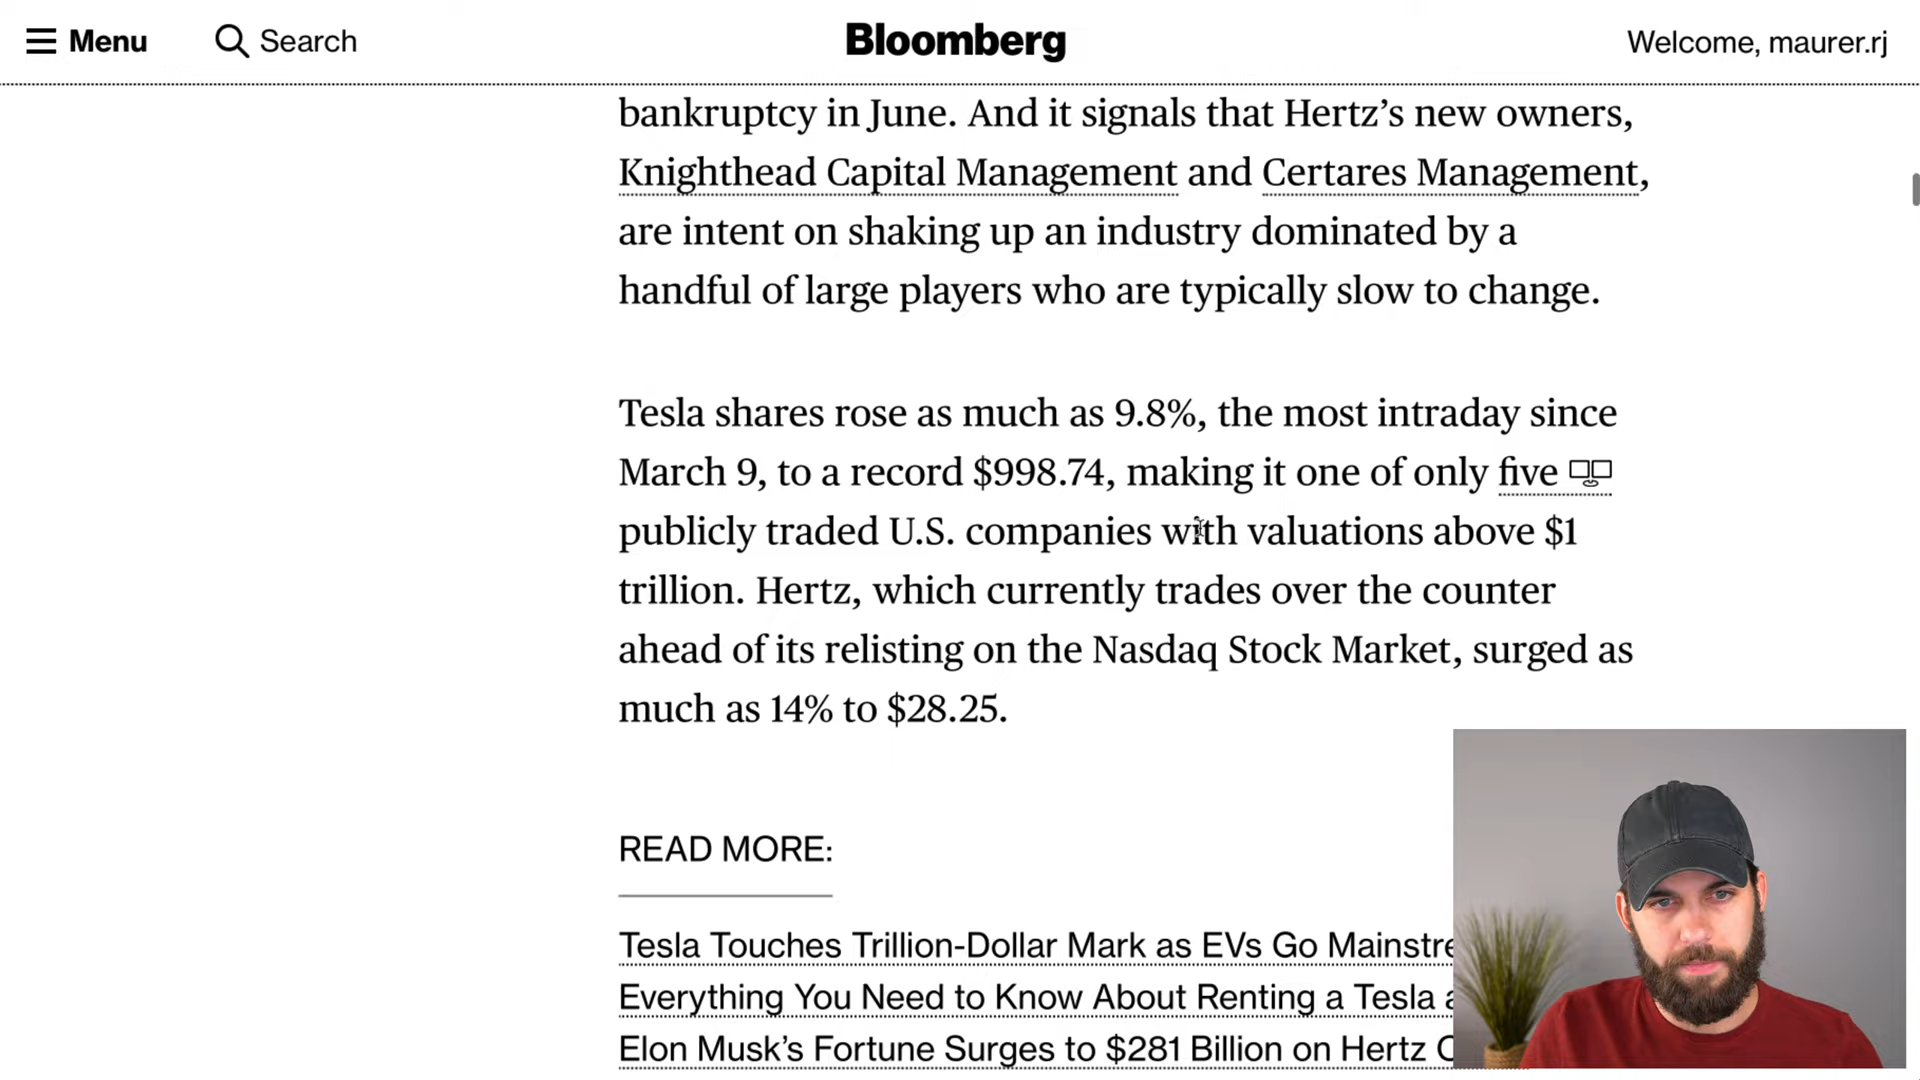 Menu
Search
Bloomberg
Welcome, maurer.rj
bankruptcy in June. And it signals that Hertz’s new owners,
Knighthead Capital Management and Certares Management,
are intent on shaking up an industry dominated by a
handful of large players who are typically slow to change.
Tesla shares rose as much as 9.8%, the most intraday since
March 9, to a record $998.74, making it one of only five
publicly traded U.S. companies with valuations above $1
trillion. Hertz, which currently trades over the counter
ahead of its relisting on the Nasdaq Stock Market, surged as
much as 14% to $28.25.
READ MORE:
Tesla Touches Trillion-Dollar Mark as EVs Go
Everything You Need to Know About Renting a Tesla
Elon Musk’s Fortune Surges to $281 Billion on Hertz